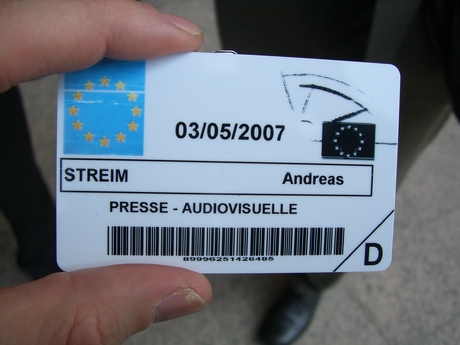 03/05/2007
STREIM Andreas
PRESSE - AUDIOVISUELLE
89990251426485
D